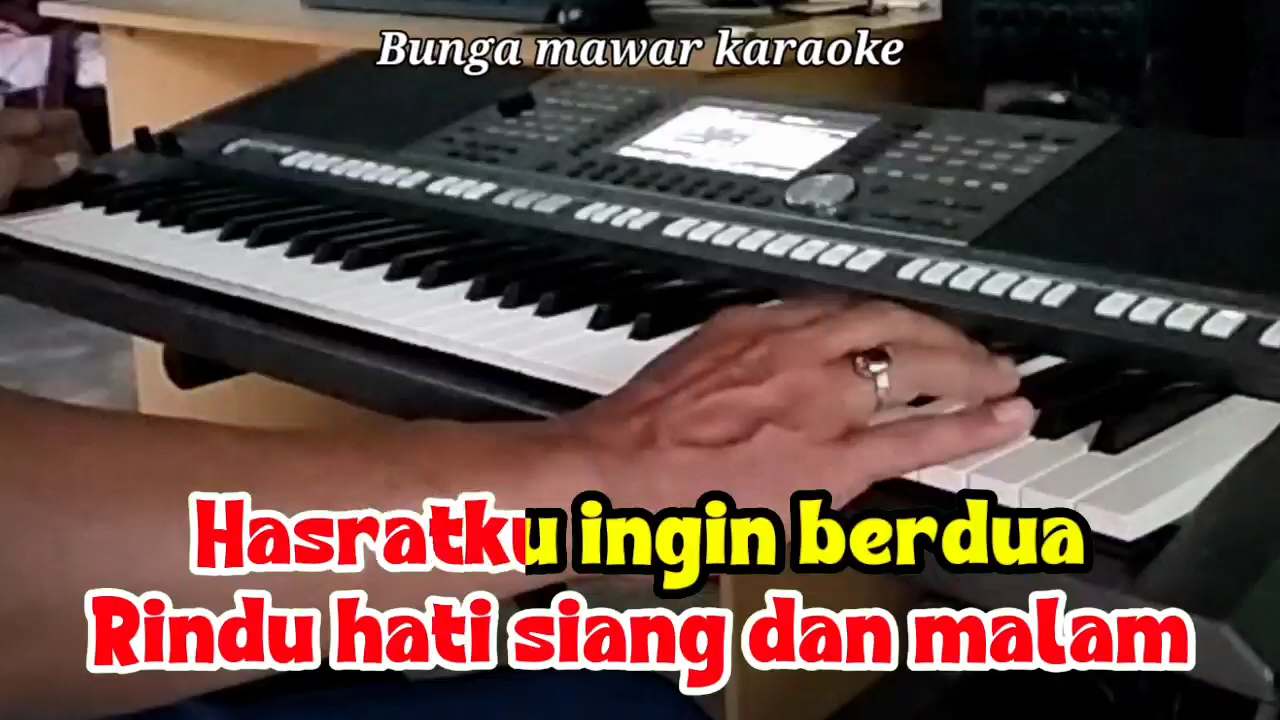 Bunga mawar karaoke
Hasratku ingin berdua
Rindu hati siang dan malam